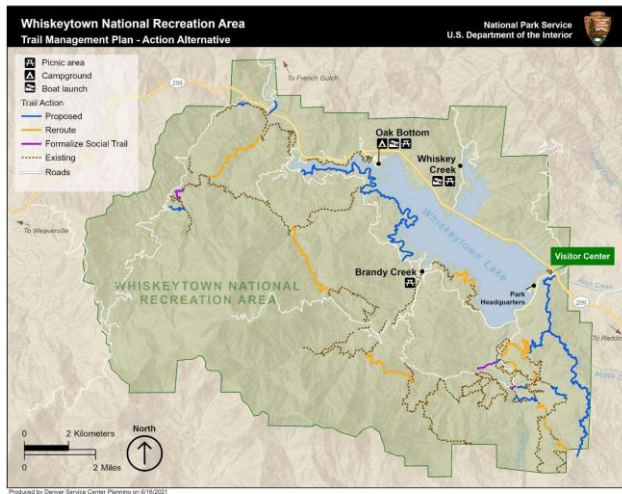 Whiskeytown National Recreation Area
Trail Management Plan - Action Alternative
National Park Service
U.S. Department of the Interior
Picnic area
Campground
Boat launch
Trail Action
Proposed
Reroute
Formalize Social Trail
Existing
Roads
299
To French Gulch
Oak Bottom
Whiskey
Creek
To Weaverville
Whiskeytown Lake
Visitor Center
WHISKEYTOWN NATIONAL
RECREATION AREA
Brandy Creek
Park
Headquarters
299
To Reddin
0 2 Kilometers
0 2 Miles
North
Produced by Denver Service Center Planning on 6/16/2021